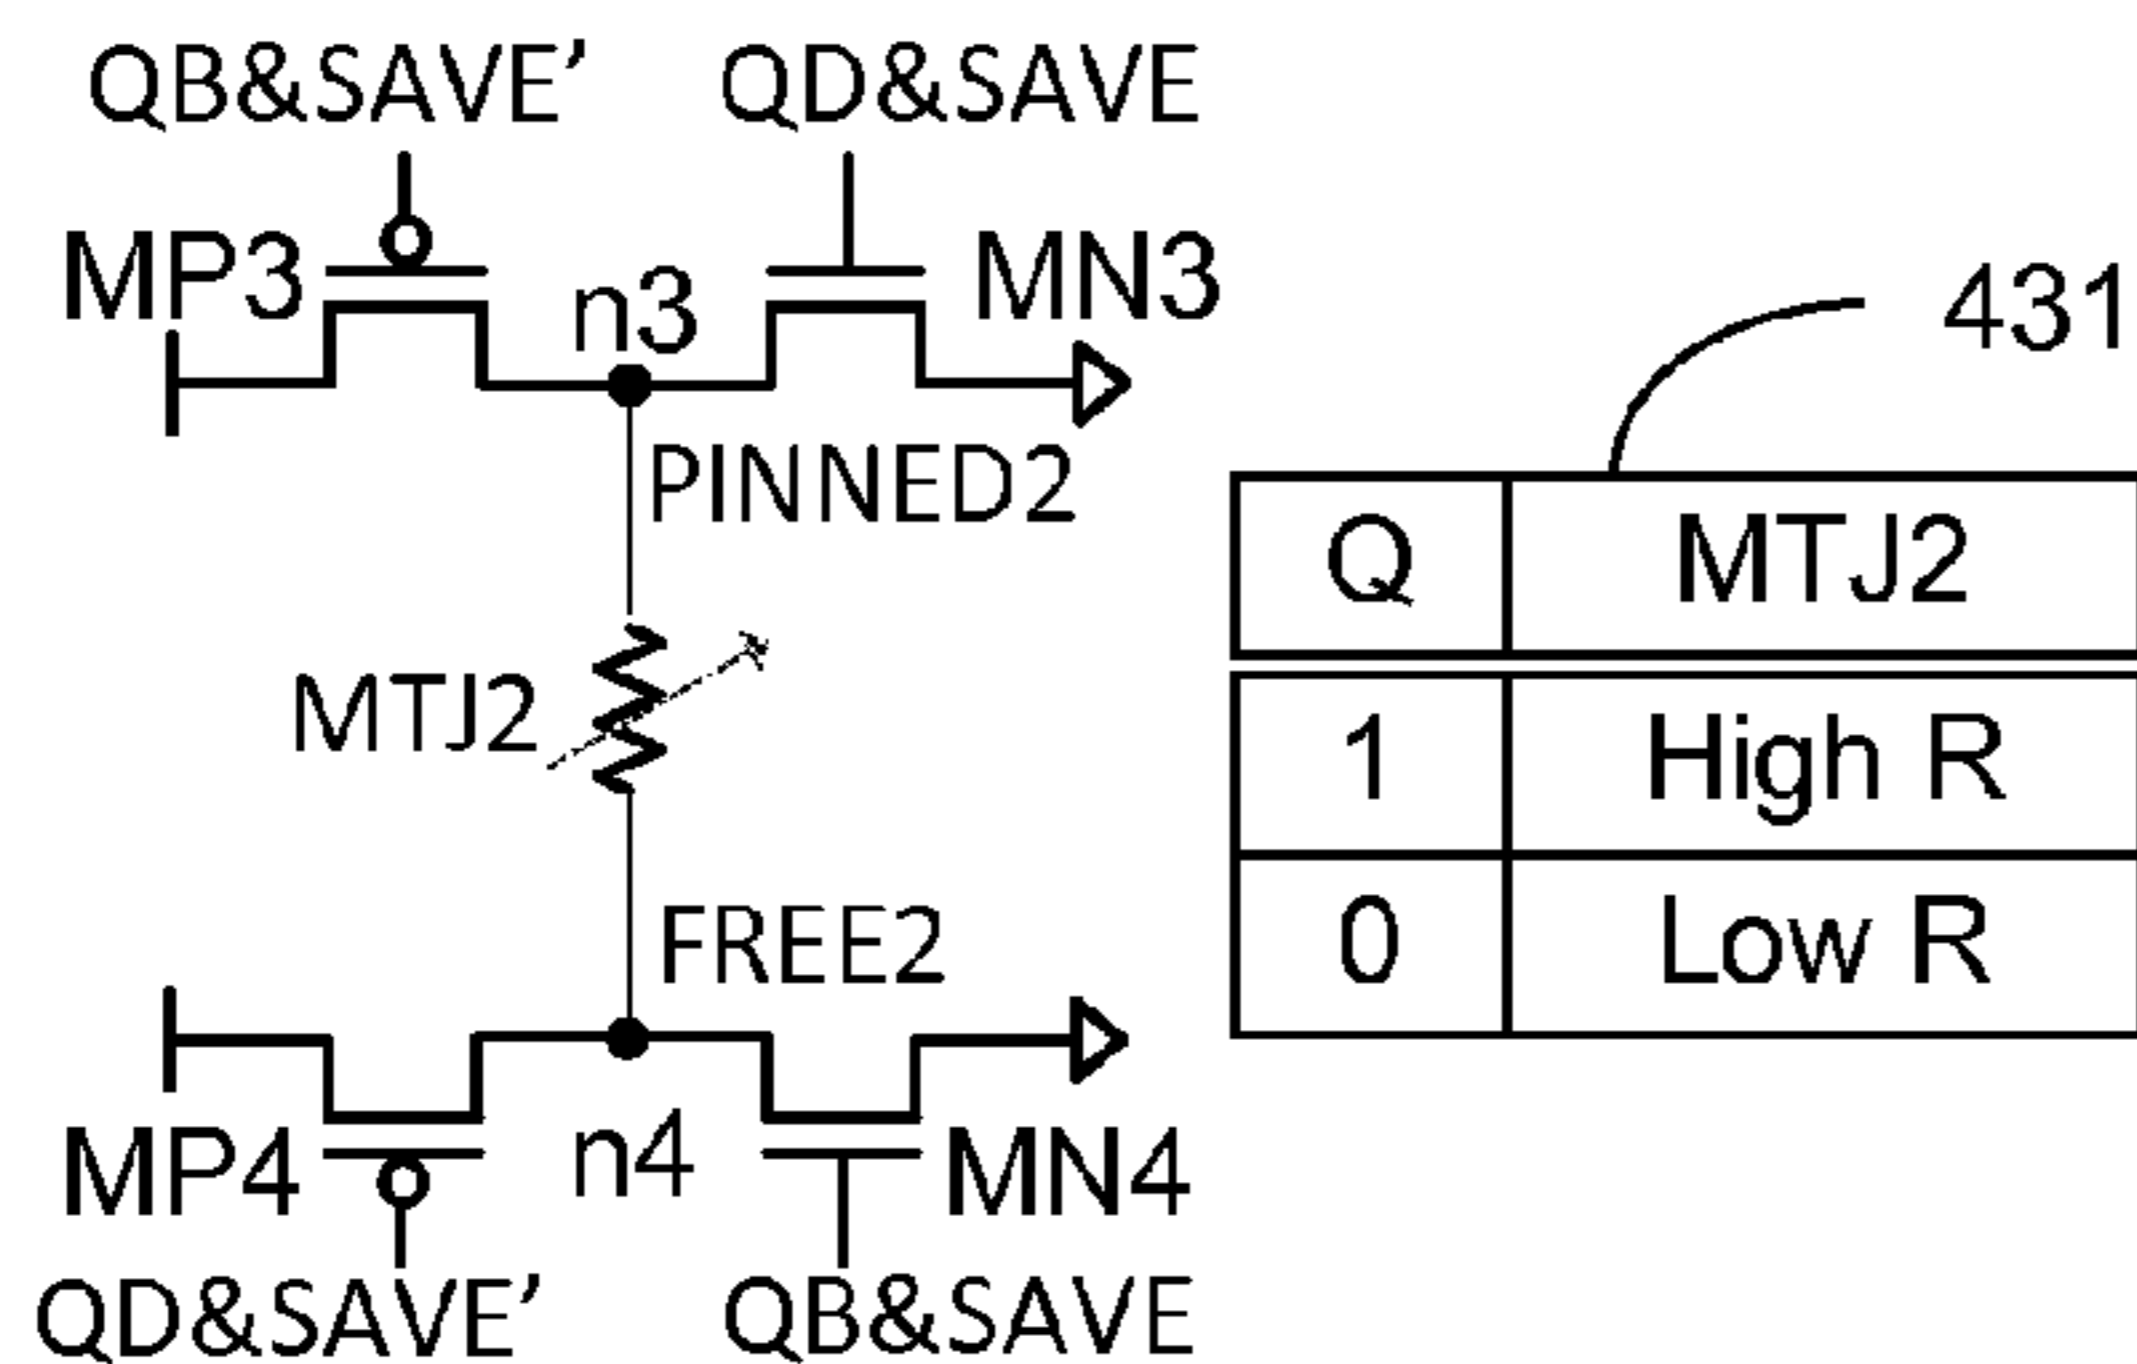 QB&SAVE’ QD&SAVE
MP3 n3 MN3
431
PINNED2
Q MTJ2
MTJ2
1 High R
FREE2
0 Low R
MP4 n4 MN4
QD&SAVE’ QB&SAVE